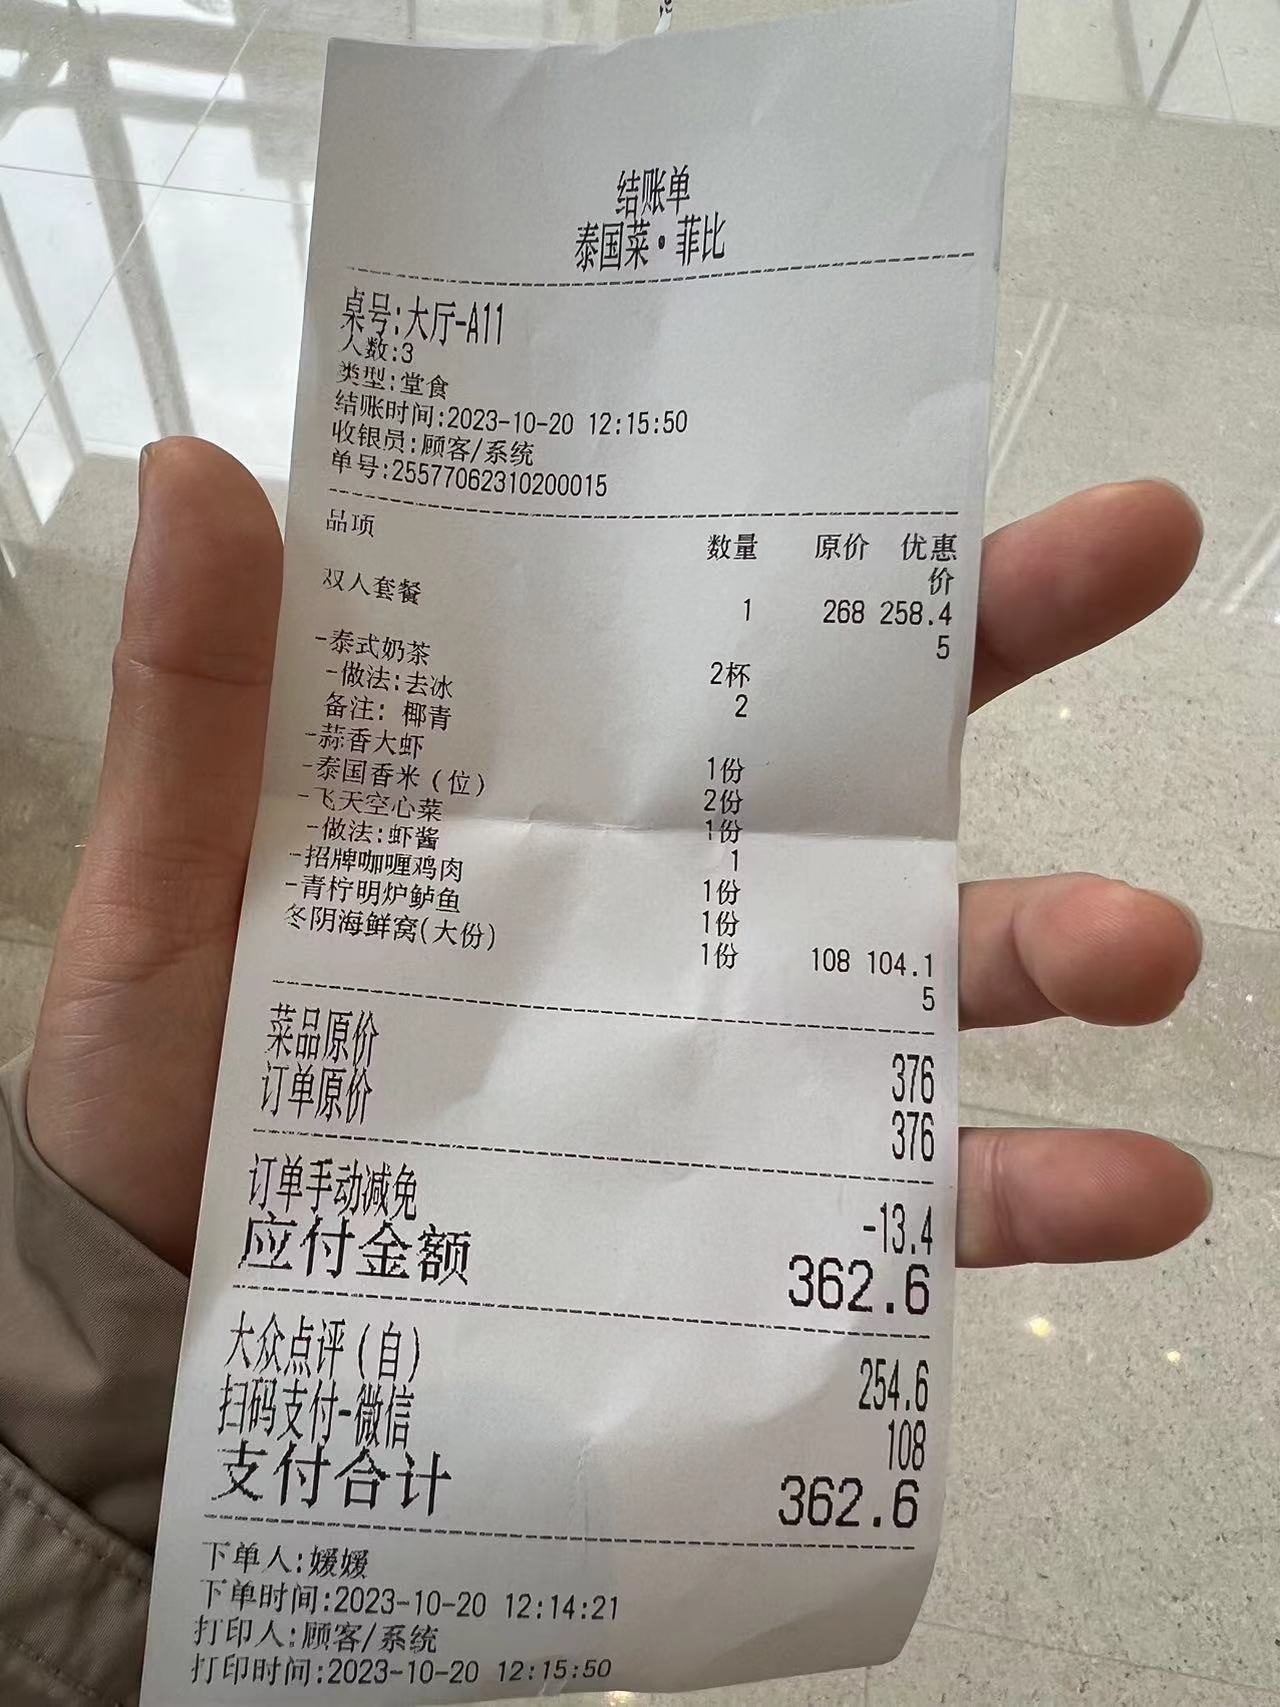 结账单
泰国菜·菲比
桌号:大厅-A11
人数:3
类型:堂食
结账时间:2023-10-20 12:15:50
收银员:顾客/系统
单号:25577062310200015
品项 数量 原价 优惠
价
双人套餐 1 268 258.4
5
-泰式奶茶 2杯
-做法:去冰 2
备注: 椰青
-蒜香大虾 1份
-泰国香米(位) 2份
-飞天空心菜 1份
-做法:虾酱 1
-招牌咖喱鸡肉 1份
-青柠明炉鲈鱼 1份
冬阴海鲜窝(大份) 1份 108 104.1
5
菜品原价 376
订单原价 376
订单手动减免 -13.4
应付金额 362.6
大众点评(自) 254.6
扫码支付-微信 108
支付合计 362.6
下单人:嫒嫒
下单时间:2023-10-20 12:14:21
打印人:顾客/系统
打印时间:2023-10-20 12:15:50